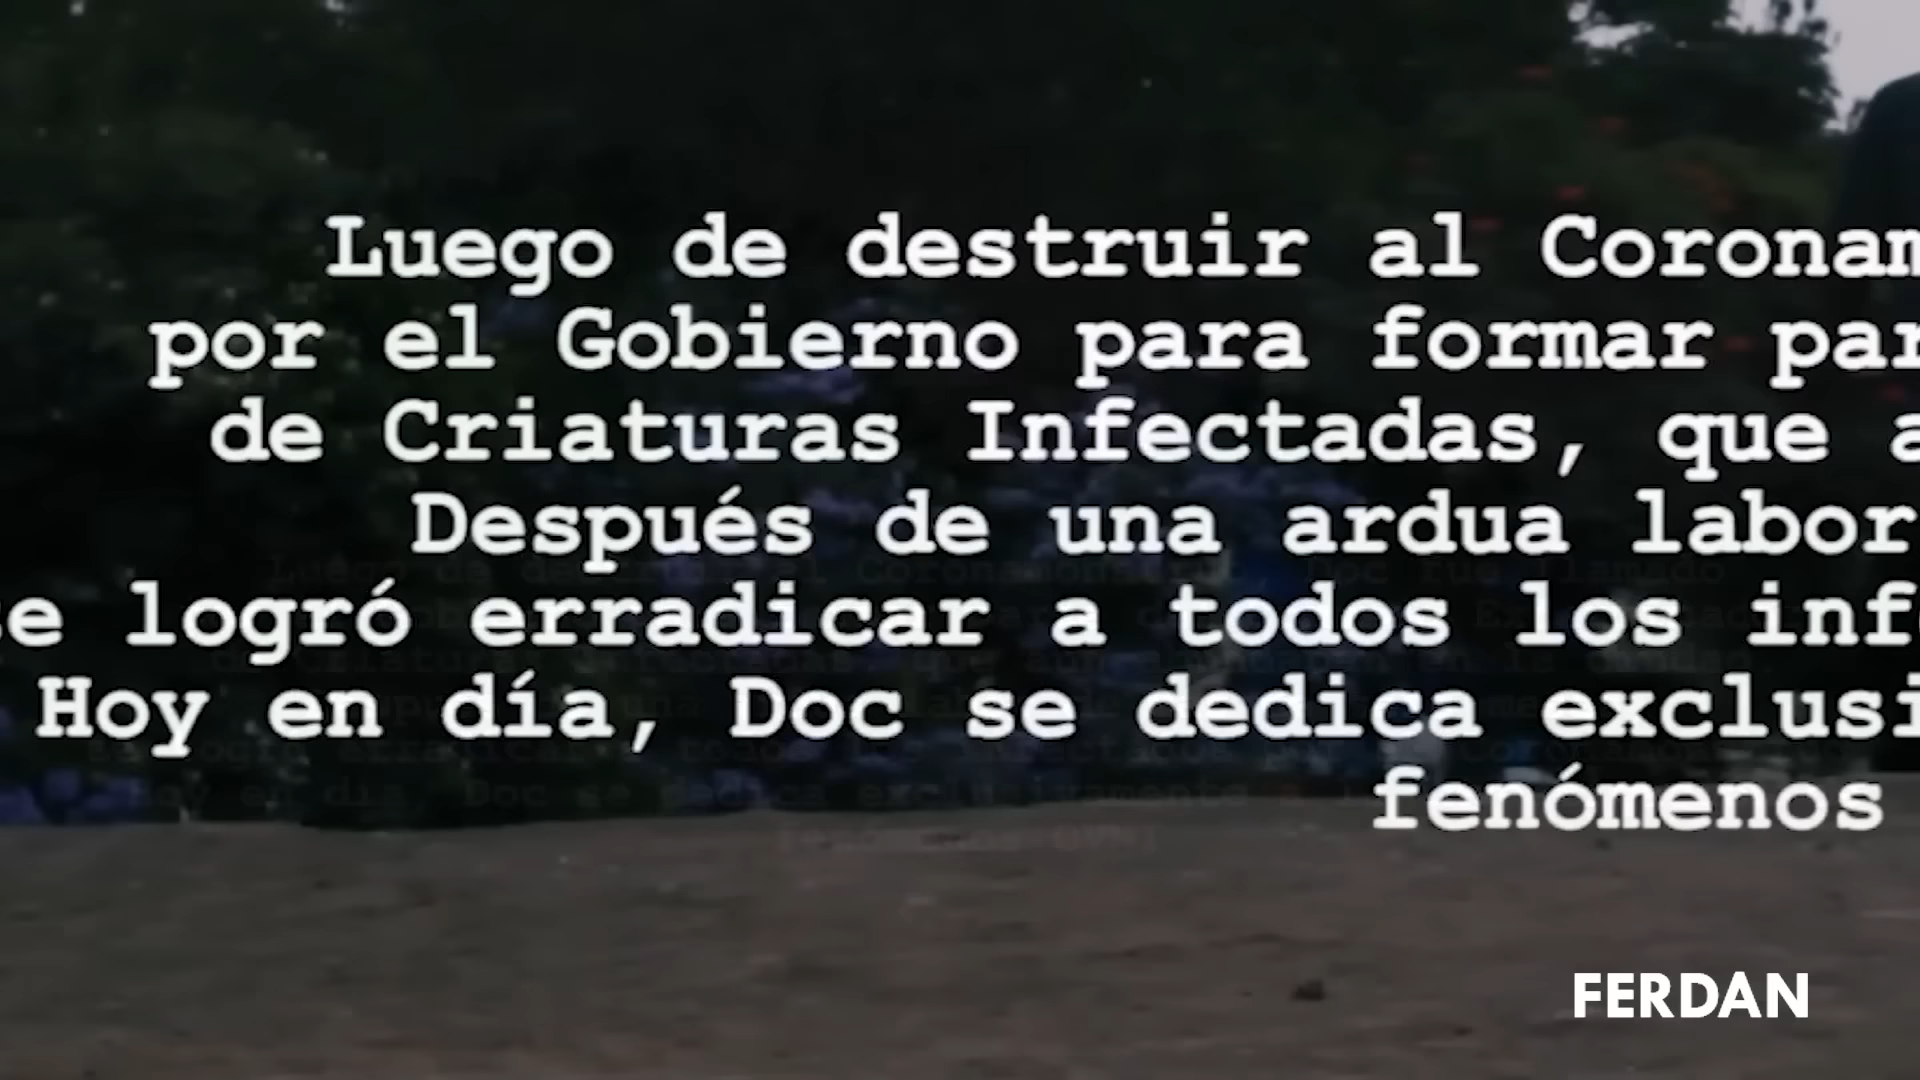 Luego de destruir al Coronam
por el Gobierno para formar par
de Criaturas Infectadas, que a
Después de una ardua labor
se logró erradicar a todos los inf
Hoy en día, Doc se dedica exclusi
fenómenos
FERDAN